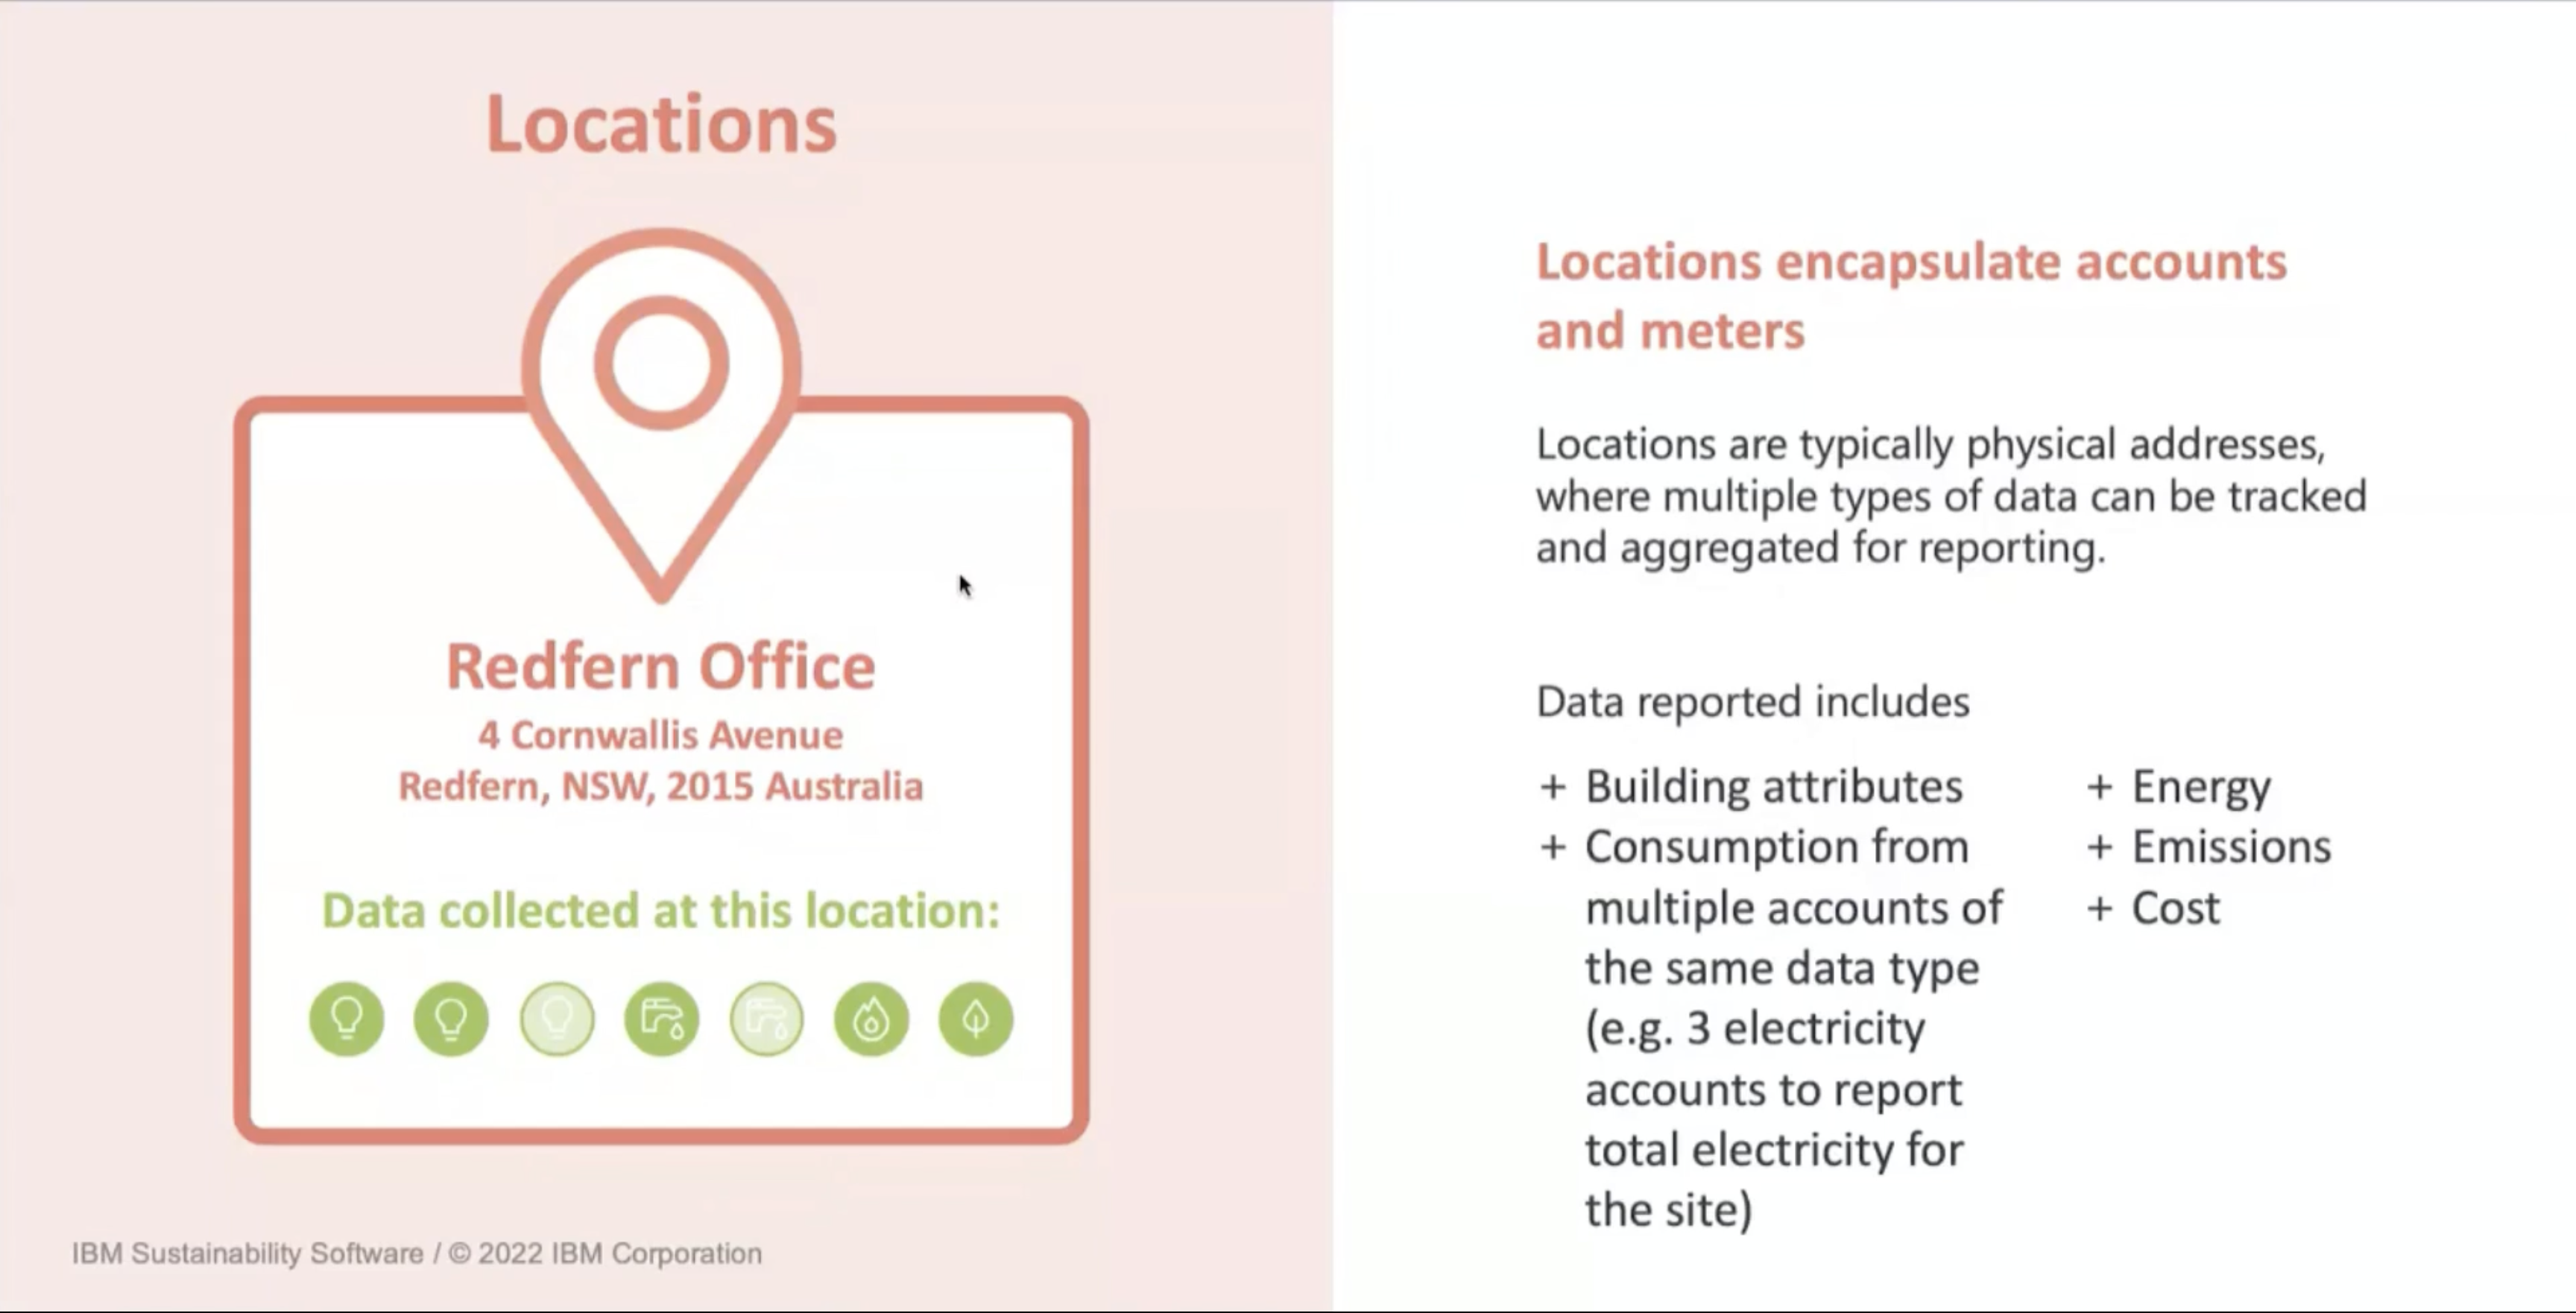 Locations
Redfern Office
4 Cornwallis Avenue
Redfern, NSW, 2015 Australia
Data collected at this location:
IBM Sustainability Software / © 2022 IBM Corporation
Locations encapsulate accounts
and meters
Locations are typically physical addresses,
where multiple types of data can be tracked
and aggregated for reporting.
Data reported includes
+ Building attributes
+ Consumption from
multiple accounts of
the same data type
(e.g. 3 electricity
accounts to report
total electricity for
the site)
+ Energy
+ Emissions
+ Cost